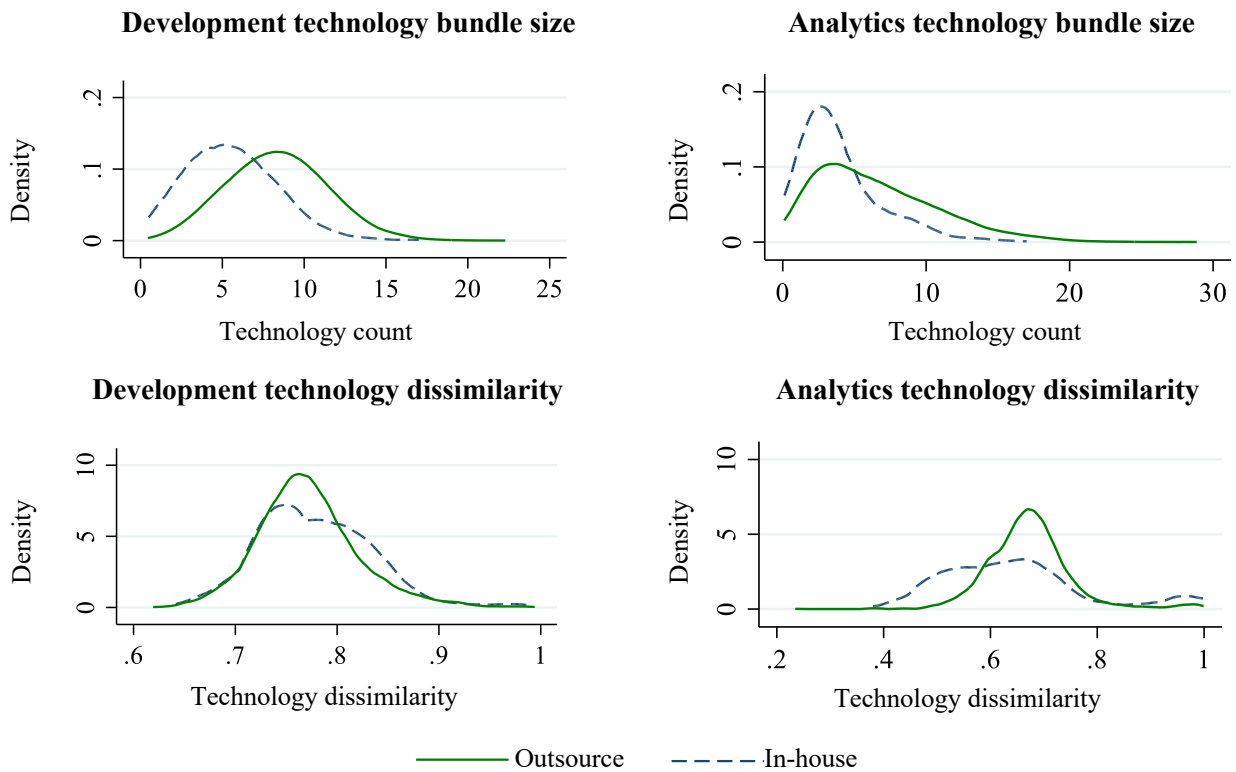 Development technology bundle size
Density
.2
.1
0
0 5 10 15 20 25
Technology count
Analytics technology bundle size
Density
.2
.1
0
0 10 20 30
Technology count
Development technology dissimilarity
Density
10
5
0
.6 .7 .8 .9 1
Technology dissimilarity
Analytics technology dissimilarity
Density
10
5
0
.2 .4 .6 .8 1
Technology dissimilarity
Outsource In-house